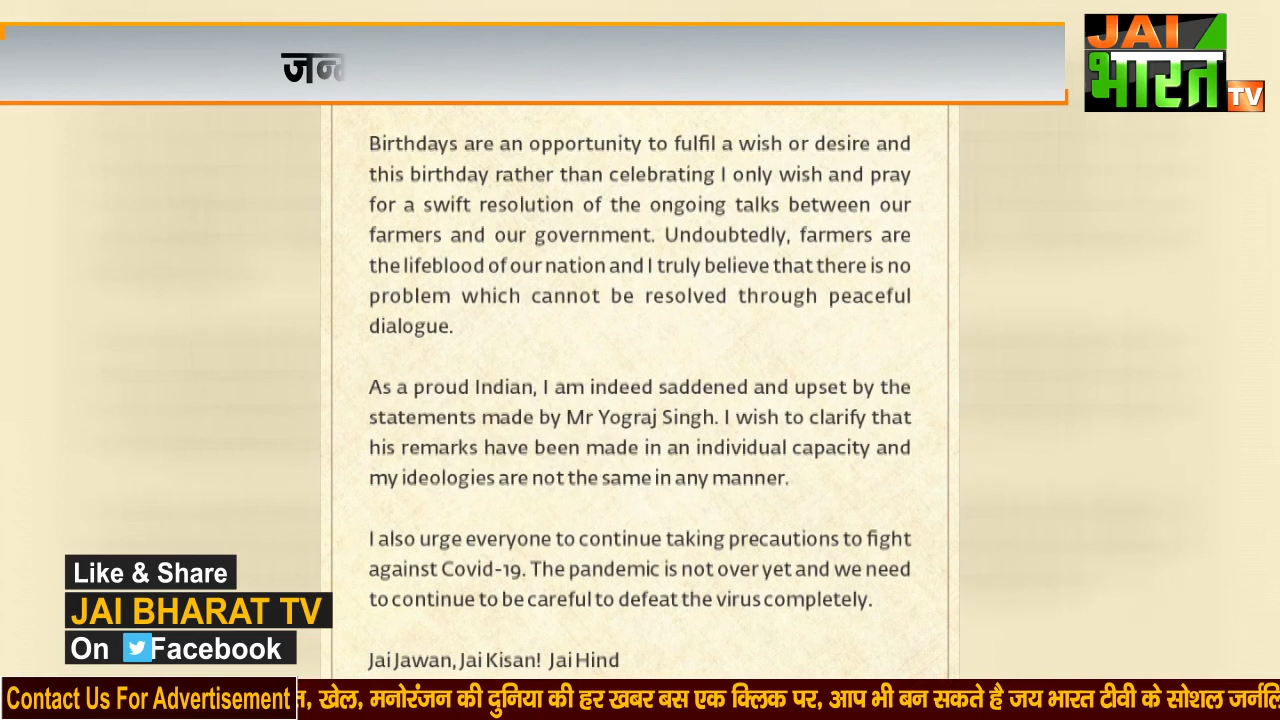 JAI
भारत
TV
Birthdays are an opportunity to fulfil a wish or desire and
this birthday rather than celebrating I only wish and pray
for a swift resolution of the ongoing talks between our
farmers and our government. Undoubtedly, farmers are
the lifeblood of our nation and I truly believe that there is no
problem which cannot be resolved through peaceful
dialogue.
As a proud Indian, I am indeed saddened and upset by the
statements made by Mr Yograj Singh. I wish to clarify that
his remarks have been made in an individual capacity and
my ideologies are not the same in any manner.
I also urge everyone to continue taking precautions to fight
against Covid-19. The pandemic is not over yet and we need
to continue to be careful to defeat the virus completely.
Jai Jawan, Jai Kisan! Jai Hind
Like & Share
JAI BHARAT TV
On Facebook
Contact Us For Advertisement
, खेल, मनोरंजन की दुनिया की हर खबर बस एक क्लिक पर, आप भी बन सकते है जय भारत टीवी के सोशल